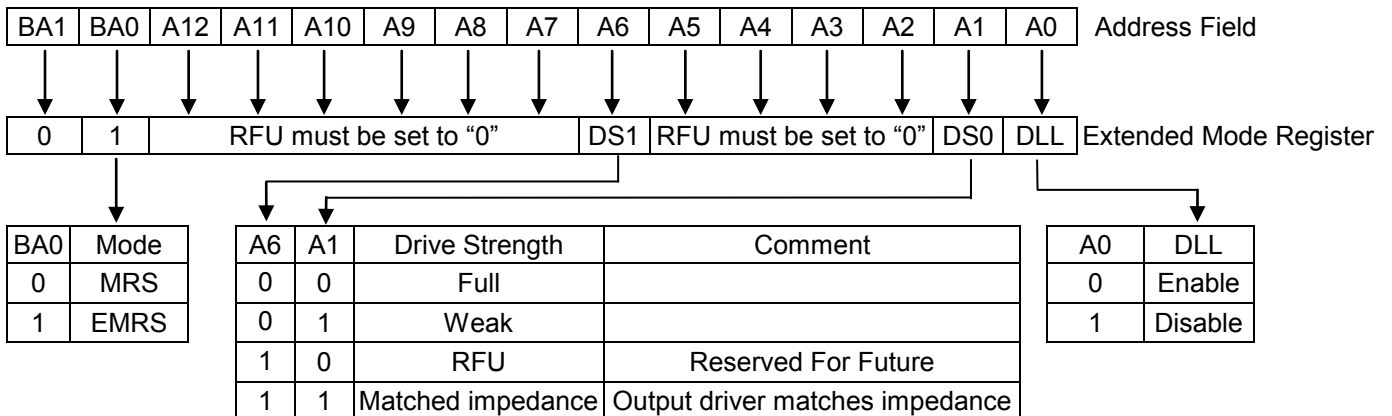 BA1 BA0 A12 A11 A10 A9 A8 A7 A6 A5 A4 A3 A2 A1 A0 Address Field
0 1 RFU must be set to “0” DS1 RFU must be set to “0” DS0 DLL Extended Mode Register
BA0 Mode A6 A1 Drive Strength Comment A0 DLL
0 MRS 0 0 Full 0 Enable
1 EMRS 0 1 Weak 1 Disable
1 0 RFU Reserved For Future
1 1 Matched impedance Output driver matches impedance